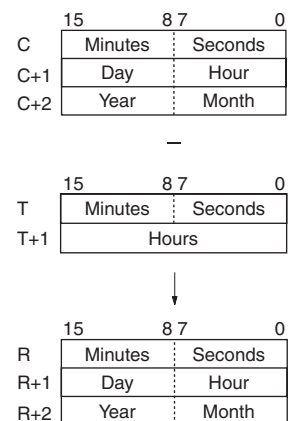 15 8 7 0
C Minutes Seconds
C+1 Day Hour
C+2 Year Month
–
15 8 7 0
T Minutes Seconds
T+1 Hours
15 8 7 0
R Minutes Seconds
R+1 Day Hour
R+2 Year Month